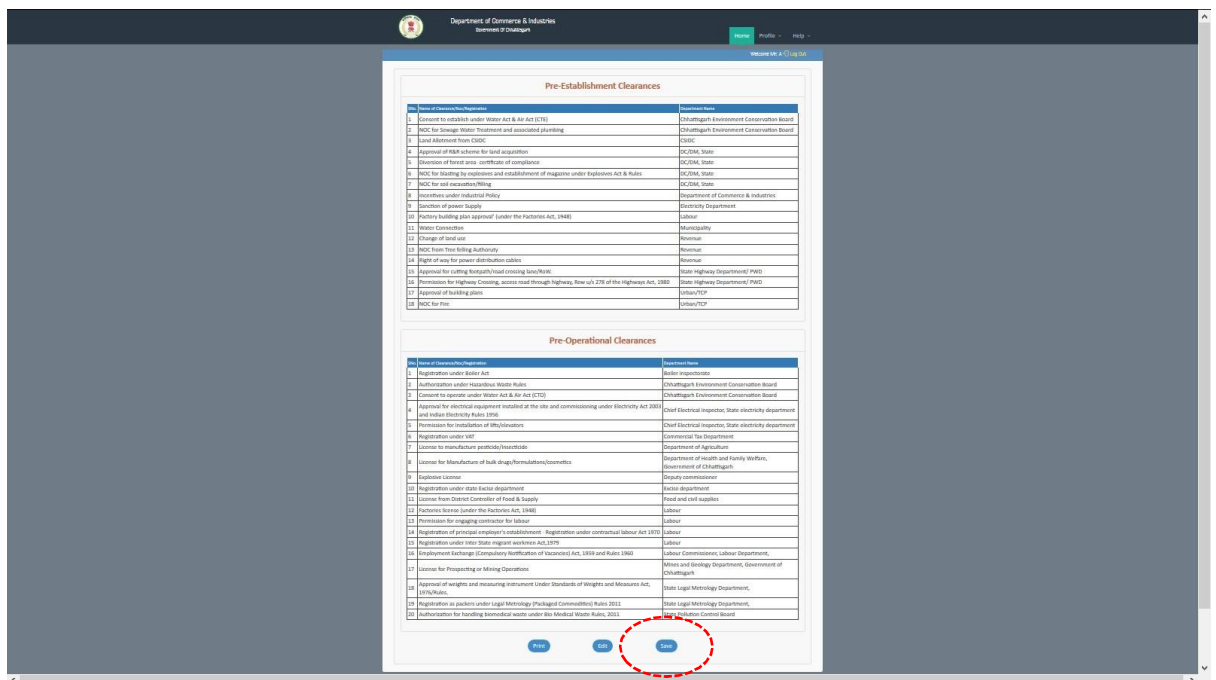 Department of Commerce & Industries
Government Of Chhattisgarh
Home Profile Help
Welcome Mr. A Log Out
Pre-Establishment Clearances
SNo. Name of Clearance/Noc/Registration Department Name
1 Consent to establish under Water Act & Air Act (CTE) Chhattisgarh Environment Conservation Board
2 NOC for Sewage Water Treatment and associated plumbing Chhattisgarh Environment Conservation Board
3 Land Allotment from CSIDC CSIDC
4 Approval of R&R scheme for land acquisition DC/DM, State
5 Diversion of forest area- certificate of compliance DC/DM, State
6 NOC for blasting by explosives and establishment of magazine under Explosives Act & Rules DC/DM, State
7 NOC for soil excavation/filling DC/DM, State
8 Incentives under Industrial Policy Department of Commerce & Industries
9 Sanction of power Supply Electricity Department
10 Factory building plan approval' (under the Factories Act, 1948) Labour
11 Water Connection Municipality
12 Change of land use Revenue
13 NOC from Tree felling Authoruty Revenue
14 Right of way for power distribution cables Revenue
15 Approval for cutting footpath/road crossing lane/RoW State Highway Department/ PWD
16 Permission for Highway Crossing, access road through highway, Row u/s 278 of the Highways Act, 1980 State Highway Department/ PWD
17 Approval of building plans Urban/TCP
18 NOC for Fire Urban/TCP
Pre-Operational Clearances
SNo. Name of Clearance/Noc/Registration Department Name
1 Registration under Boiler Act Boiler inspectorate
2 Authorization under Hazardous Waste Rules Chhattisgarh Environment Conservation Board
3 Consent to operate under Water Act & Air Act (CTO) Chhattisgarh Environment Conservation Board
4 Approval for electrical equipment installed at the site and commissioning under Electricity Act 2003 and Indian Electricity Rules 1956 Chief Electrical Inspector, State electricity department
5 Permission for installation of lifts/elevators Chief Electrical Inspector, State electricity department
6 Registration under VAT Commercial Tax Department
7 License to manufacture pesticide/Insecticide Department of Agriculture
8 License for Manufacture of bulk drugs/formulations/cosmetics Department of Health and Family Welfare, Government of Chhattisgarh
9 Explosive License Deputy commissioner
10 Registration under state Excise department Excise department
11 License from District Controller of Food & Supply Food and civil supplies
12 Factories license (under the Factories Act, 1948) Labour
13 Permission for engaging contractor for labour Labour
14 Registration of principal employer's establishment - Registration under contractual labour Act 1970 Labour
15 Registration under Inter State migrant workmen Act,1979 Labour
16 Employment Exchange (Compulsory Notification of Vacancies) Act, 1959 and Rules 1960 Labour Commissioner, Labour Department,
17 License for Prospecting or Mining Operations Mines and Geology Department, Government of Chhattisgarh
18 Approval of weights and measuring instrument Under Standards of Weights and Measures Act, 1976/Rules. State Legal Metrology Department,
19 Registration as packers under Legal Metrology (Packaged Commodities) Rules 2011 State Legal Metrology Department,
20 Authorization for handling biomedical waste under Bio Medical Waste Rules, 2011 State Pollution Control Board
Print Edit Save